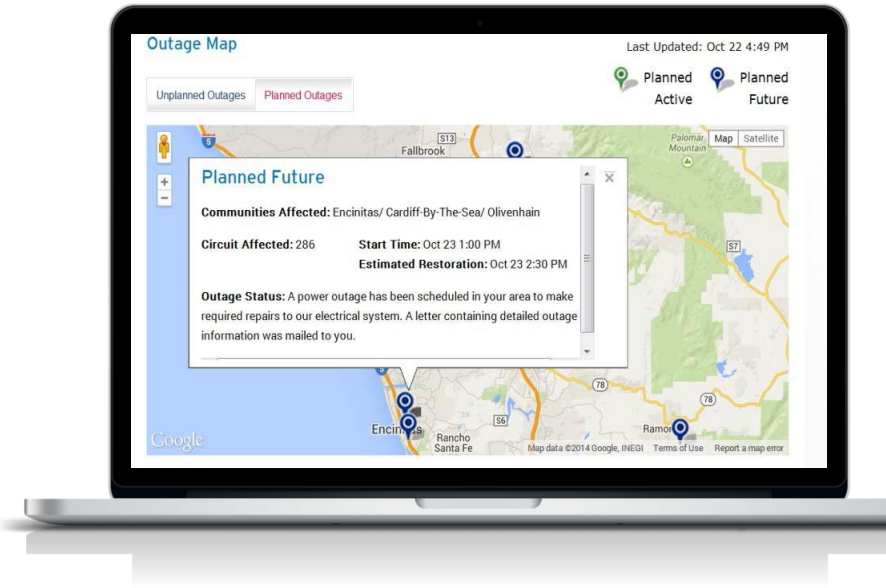 Outage Map
Last Updated: Oct 22 4:49 PM
Planned Active
Planned Future
Unplanned Outages
Planned Outages
5
S13
Fallbrook
Palomar Mountain
Map
Satellite
Planned Future
Communities Affected: Encinitas/ Cardiff-By-The-Sea/ Olivenhain
Circuit Affected: 286
Start Time: Oct 23 1:00 PM
Estimated Restoration: Oct 23 2:30 PM
Outage Status: A power outage has been scheduled in your area to make
required repairs to our electrical system. A letter containing detailed outage
information was mailed to you.
S7
5
78
78
S6
Rancho
Santa Fe
Google
Map data ©2014 Google, INEGI
Terms of Use
Report a map error